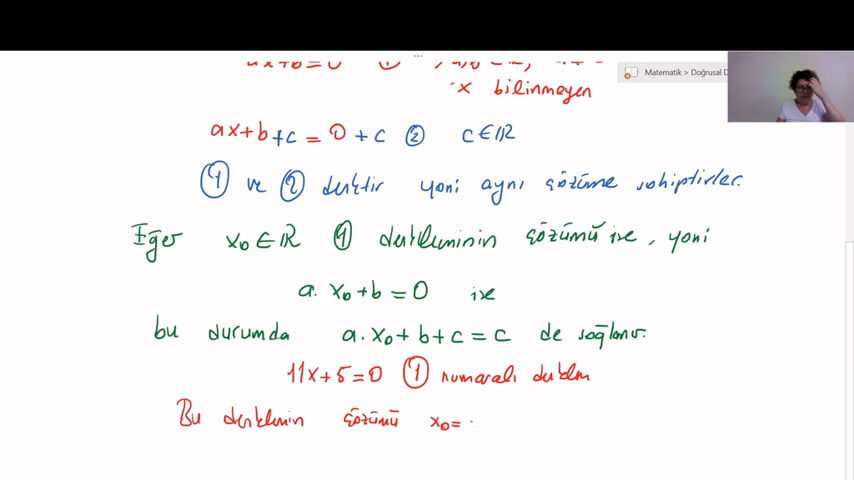 Matematik > Doğrusal D
x bilinmeyen
ax+b+c=0+c ② c∈ℝ
① ve ② denktir yani aynı çözüme sahiptirler.
Eğer x₀∈ℝ ① denkleminin çözümü ise, yani
a. x₀+b=0 ise
bu durumda a.x₀+b+c=c de sağlanır.
11x+5=0 ① numaralı denklem
Bu denklemin çözümü x₀=